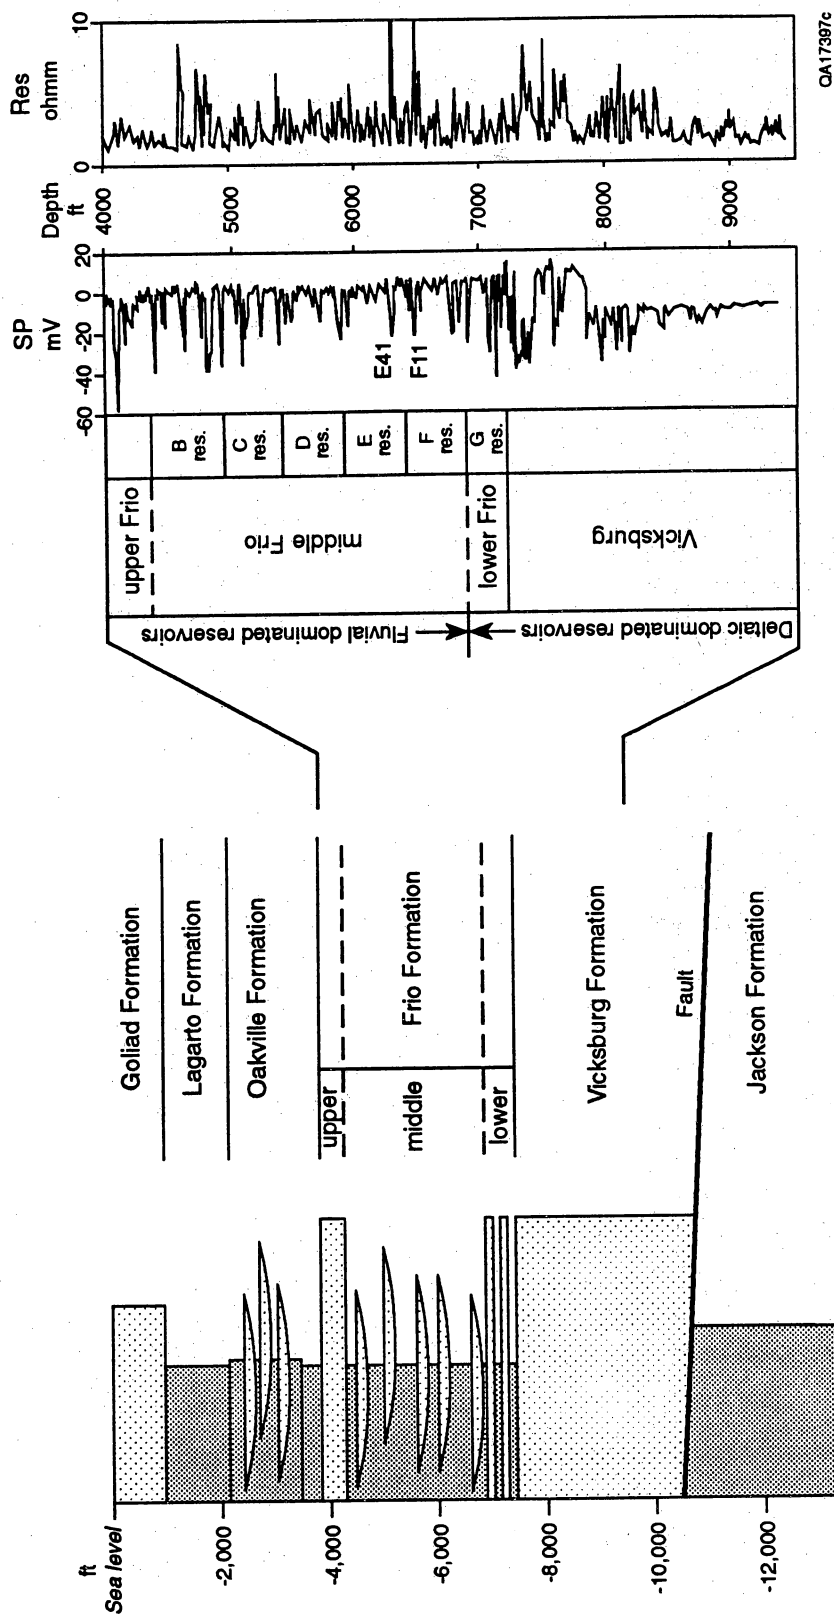 ft
Sea level
-2,000
-4,000
-6,000
-8,000
-10,000
-12,000
Goliad Formation
Lagarto Formation
Oakville Formation
upper
middle
lower
Frio Formation
Vicksburg Formation
Fault
Jackson Formation
Fluvial dominated reservoirs
Deltaic dominated reservoirs
upper Frio
middle Frio
lower Frio
Vicksburg
B
res.
C
res.
D
res.
E
res.
F
res.
G
res.
SP
mV
20
0
-20
-40
-60
E41
F11
Depth
ft
4000
5000
6000
7000
8000
9000
Res
ohmm
10
0
QA17397c